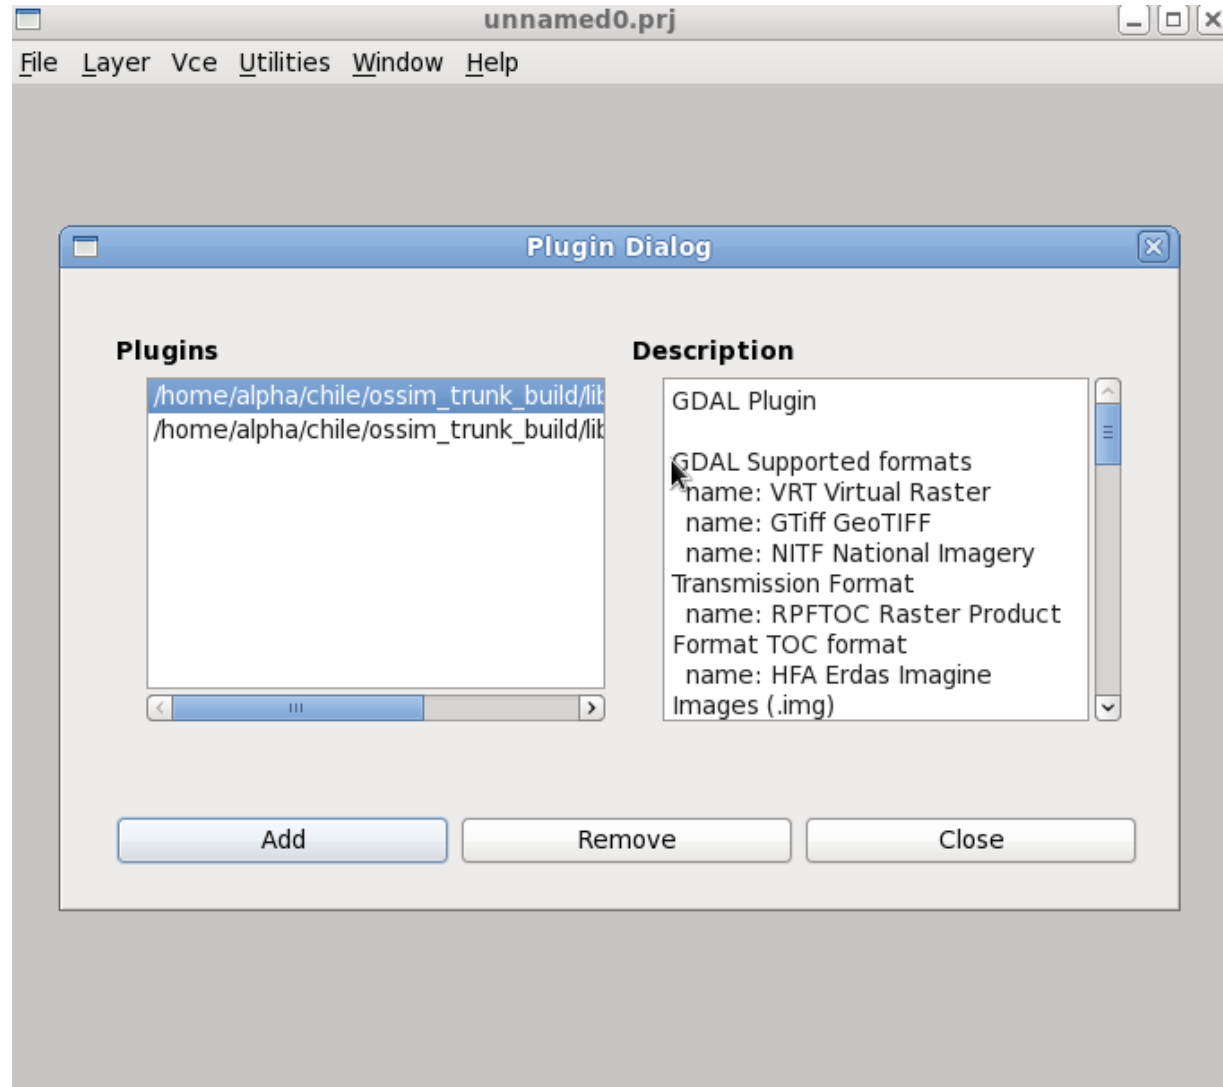 unnamed0.prj
File Layer Vce Utilities Window Help
Plugin Dialog
Plugins
/home/alpha/chile/ossim_trunk_build/lib
/home/alpha/chile/ossim_trunk_build/lib
Description
GDAL Plugin
GDAL Supported formats
name: VRT Virtual Raster
name: GTiff GeoTIFF
name: NITF National Imagery
Transmission Format
name: RPFTOC Raster Product
Format TOC format
name: HFA Erdas Imagine
Images (.img)
Add Remove Close